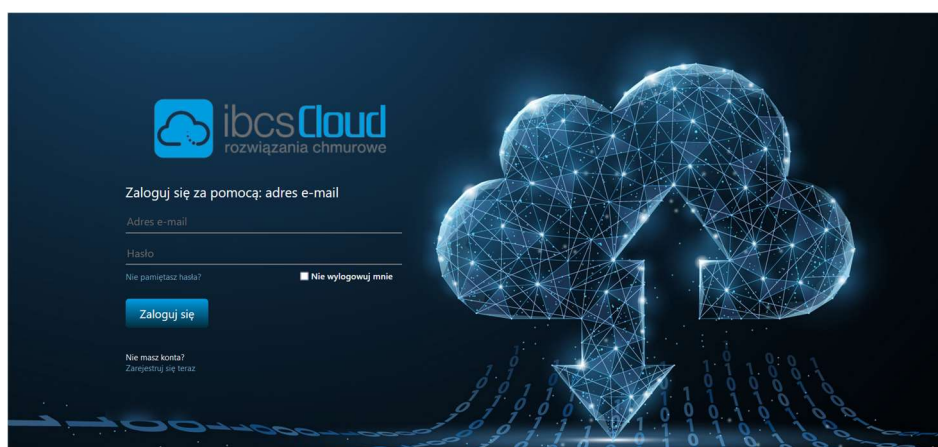 ibcsCloud
rozwiązania chmurowe
Zaloguj się za pomocą: adres e-mail
Adres e-mail
Hasło
Nie pamiętasz hasła?
Nie wylogowuj mnie
Zaloguj się
Nie masz konta?
Zarejestruj się teraz